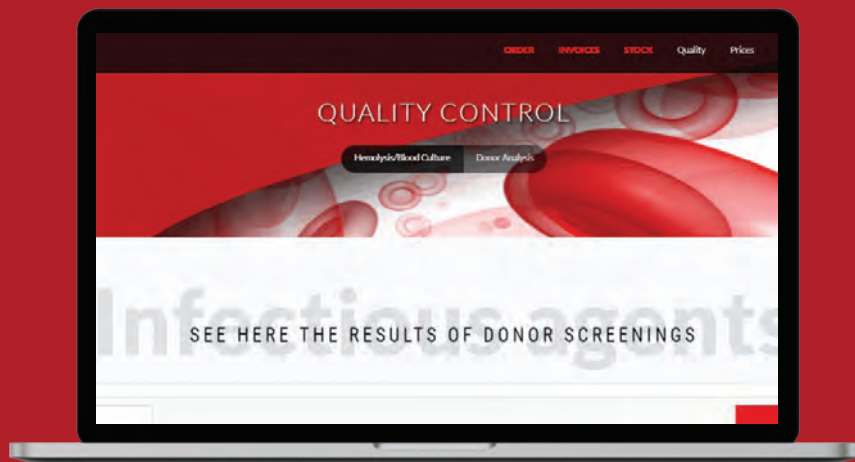 ORDER INVOICES STOCK Quality Prices
QUALITY CONTROL
Hemolysis/Blood Culture Donor Analysis
Infectious agents
SEE HERE THE RESULTS OF DONOR SCREENINGS